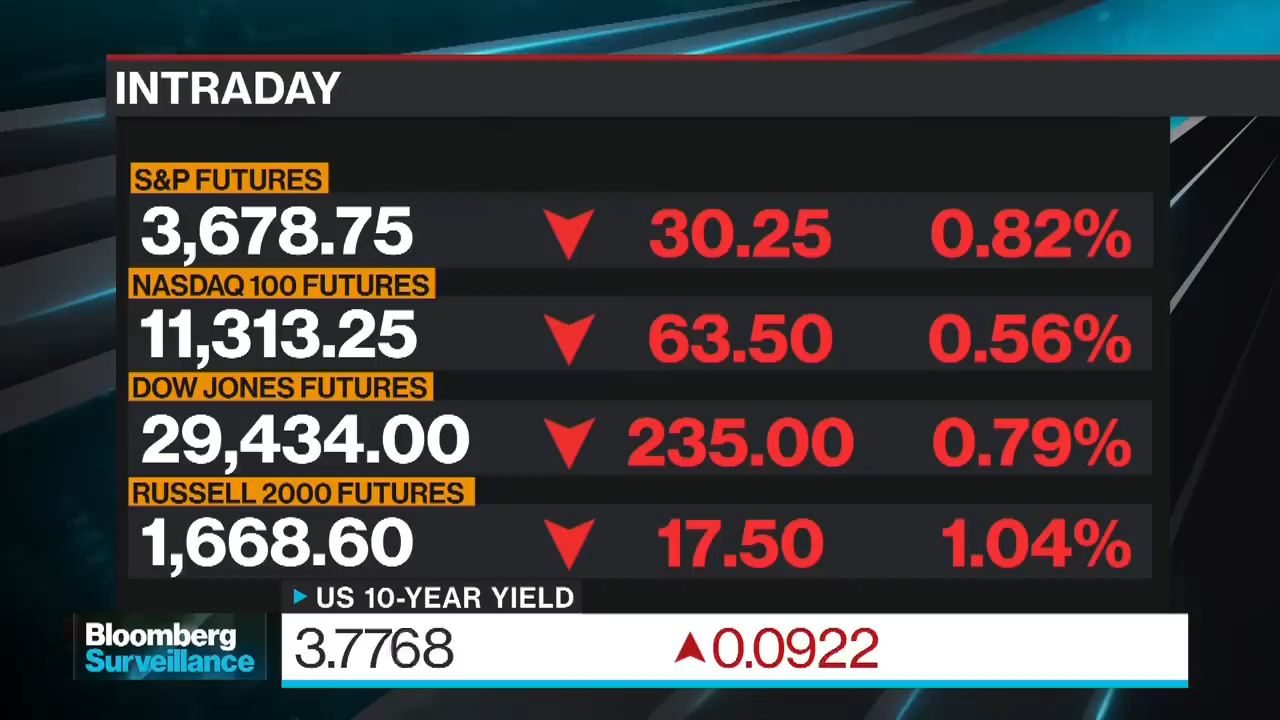 INTRADAY
S&P FUTURES
3,678.75 30.25 0.82%
NASDAQ 100 FUTURES
11,313.25 63.50 0.56%
DOW JONES FUTURES
29,434.00 235.00 0.79%
RUSSELL 2000 FUTURES
1,668.60 17.50 1.04%
US 10-YEAR YIELD
3.7768 0.0922
Bloomberg
Surveillance